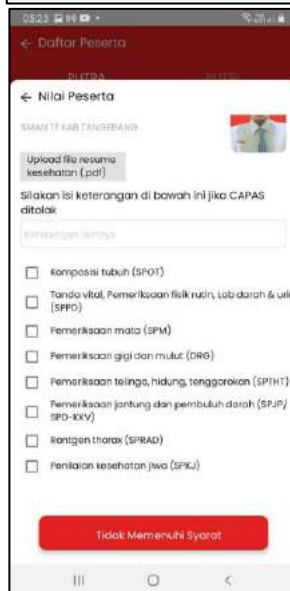 05:23
← Daftar Peserta
PUTRA PUTRI
← Nilai Peserta
SMAN 17 KAB TANGERANG
Upload file resume
kesehatan (.pdf)
Silakan isi keterangan di bawah ini jika CAPAS
ditolak
Keterangan lainnya
Komposisi tubuh (SPOT)
Tanda vital, Pemeriksaan fisik rutin, Lab darah & urin
(SPPD)
Pemeriksaan mata (SPM)
Pemeriksaan gigi dan mulut (DRG)
Pemeriksaan telinga, hidung, tenggorokan (SPTHT)
Pemeriksaan jantung dan pembuluh darah (SPJP/
SPD-KKV)
Rontgen thorax (SPRAD)
Penilaian kesehatan jiwa (SPKJ)
Tidak Memenuhi Syarat